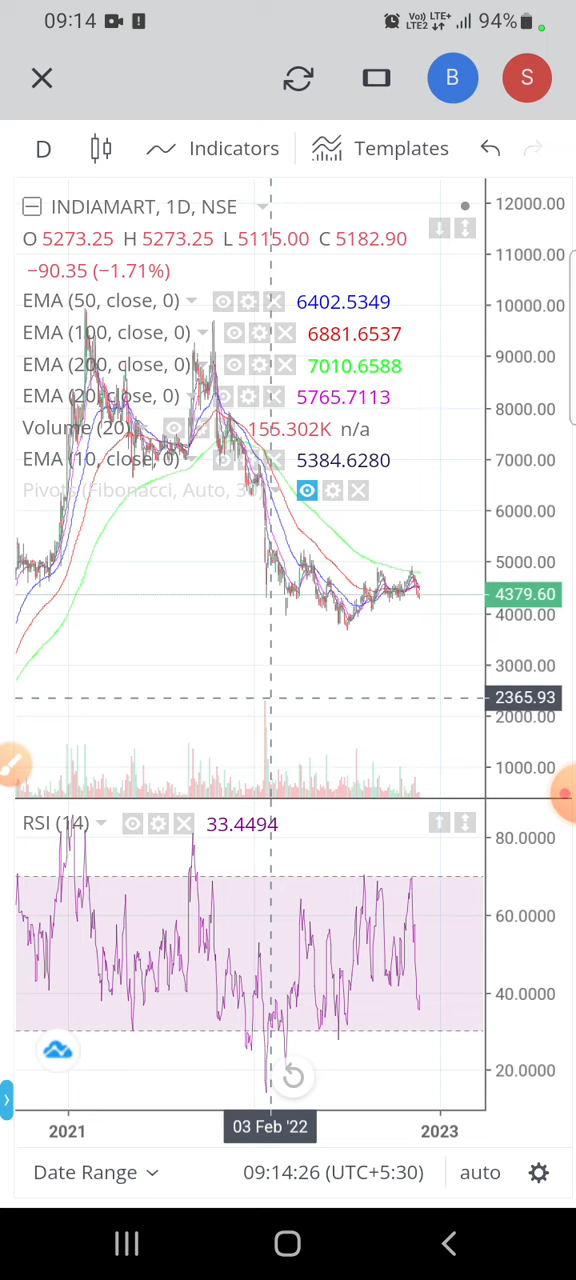 09:14 Vo) LTE+ LTE2 94%
B S
D Indicators Templates
INDIAMART, 1D, NSE
O 5273.25 H 5273.25 L 5115.00 C 5182.90
−90.35 (−1.71%)
EMA (50, close, 0) 6402.5349
EMA (100, close, 0) 6881.6537
EMA (200, close, 0) 7010.6588
EMA (20, close, 0) 5765.7113
Volume (20) 155.302K n/a
EMA (10, close, 0) 5384.6280
Pivots (Fibonacci, Auto, 3
12000.00
11000.00
10000.00
9000.00
8000.00
7000.00
6000.00
5000.00
4379.60
4000.00
3000.00
2365.93
2000.00
1000.00
RSI (14) 33.4494
80.0000
60.0000
40.0000
20.0000
2021 03 Feb '22 2023
Date Range 09:14:26 (UTC+5:30) auto